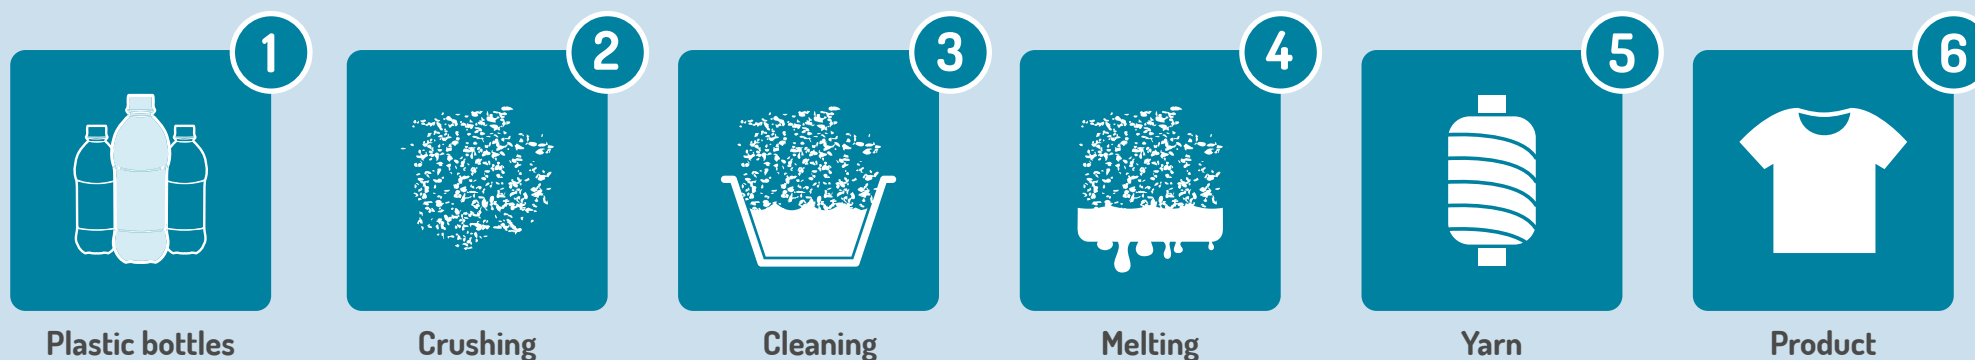 1
2
3
4
5
6
Plastic bottles
Crushing
Cleaning
Melting
Yarn
Product